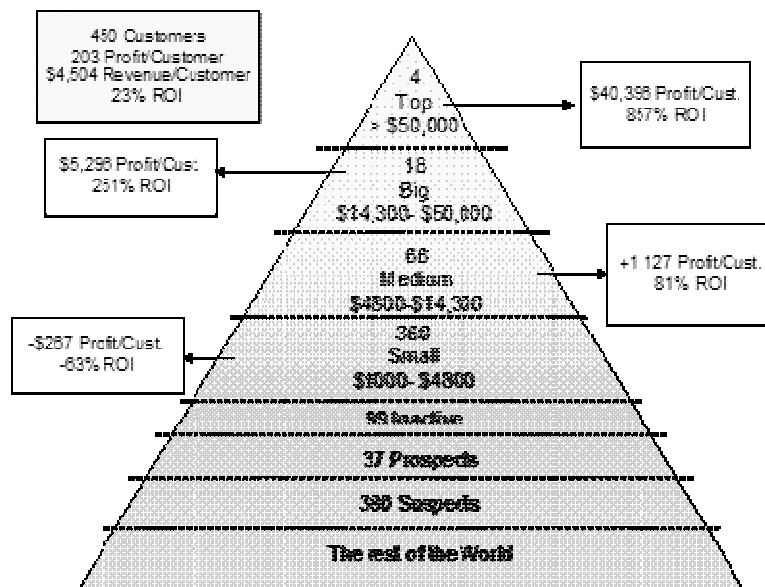 450 Customers
203 Profit/Customer
$4,504 Revenue/Customer
23% ROI
4
Top
> $50,000
$40,396 Profit/Cust.
857% ROI
$5,296 Profit/Cust.
251% ROI
18
Big
$14,300- $50,000
66
Medium
$4800-$14,300
+1 127 Profit/Cust.
81% ROI
-$267 Profit/Cust.
-63% ROI
360
Small
$1000- $4800
99 Inactive
37 Prospects
380 Suspects
The rest of the World